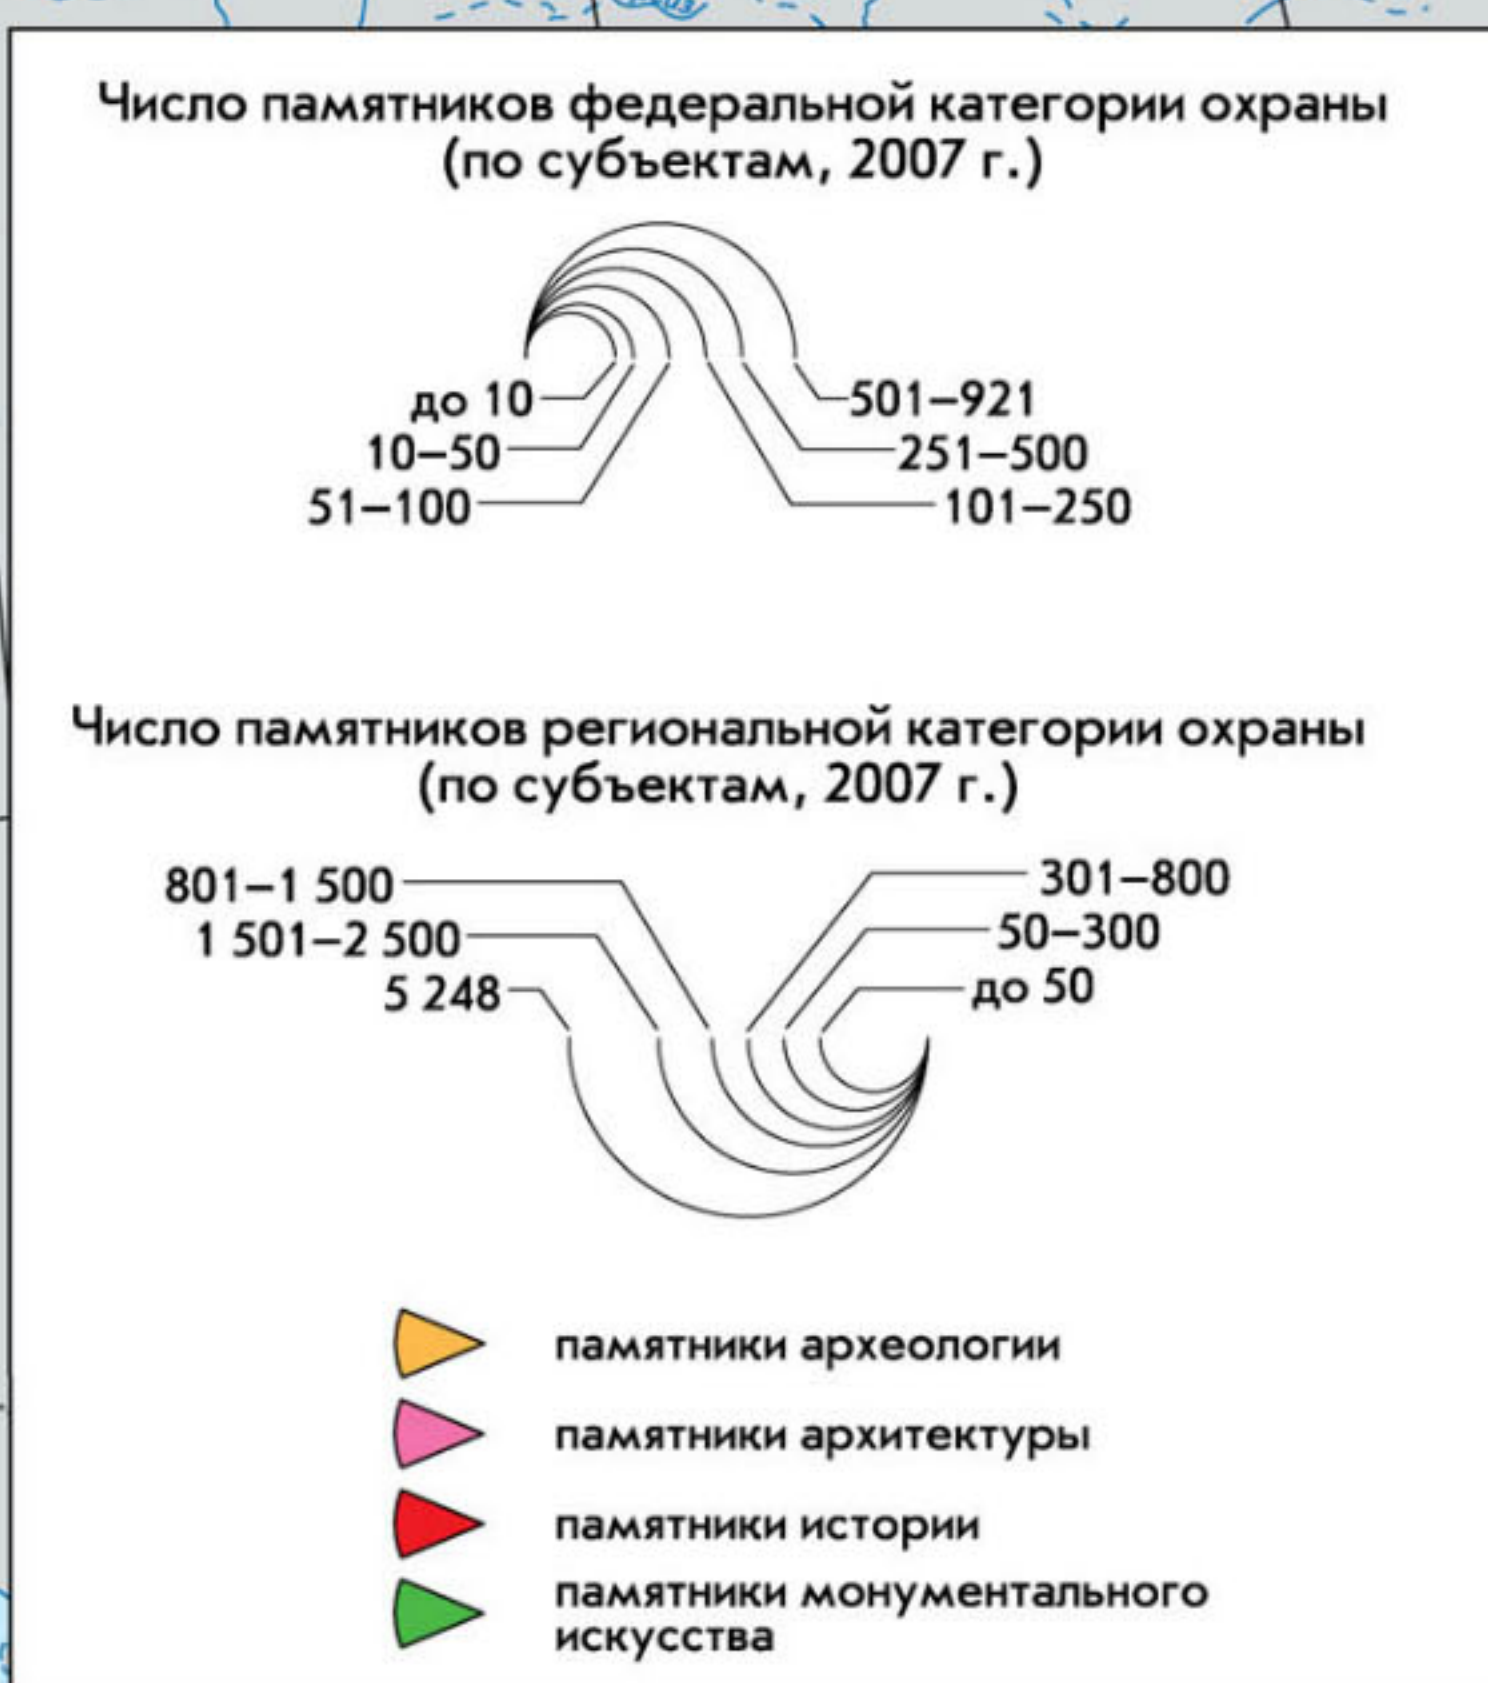 Число памятников федеральной категории охраны
(по субъектам, 2007 г.)
до 10
501–921
10–50
251–500
51–100
101–250
Число памятников региональной категории охраны
(по субъектам, 2007 г.)
801–1 500
301–800
1 501–2 500
50–300
5 248
до 50
памятники археологии
памятники архитектуры
памятники истории
памятники монументального
искусства